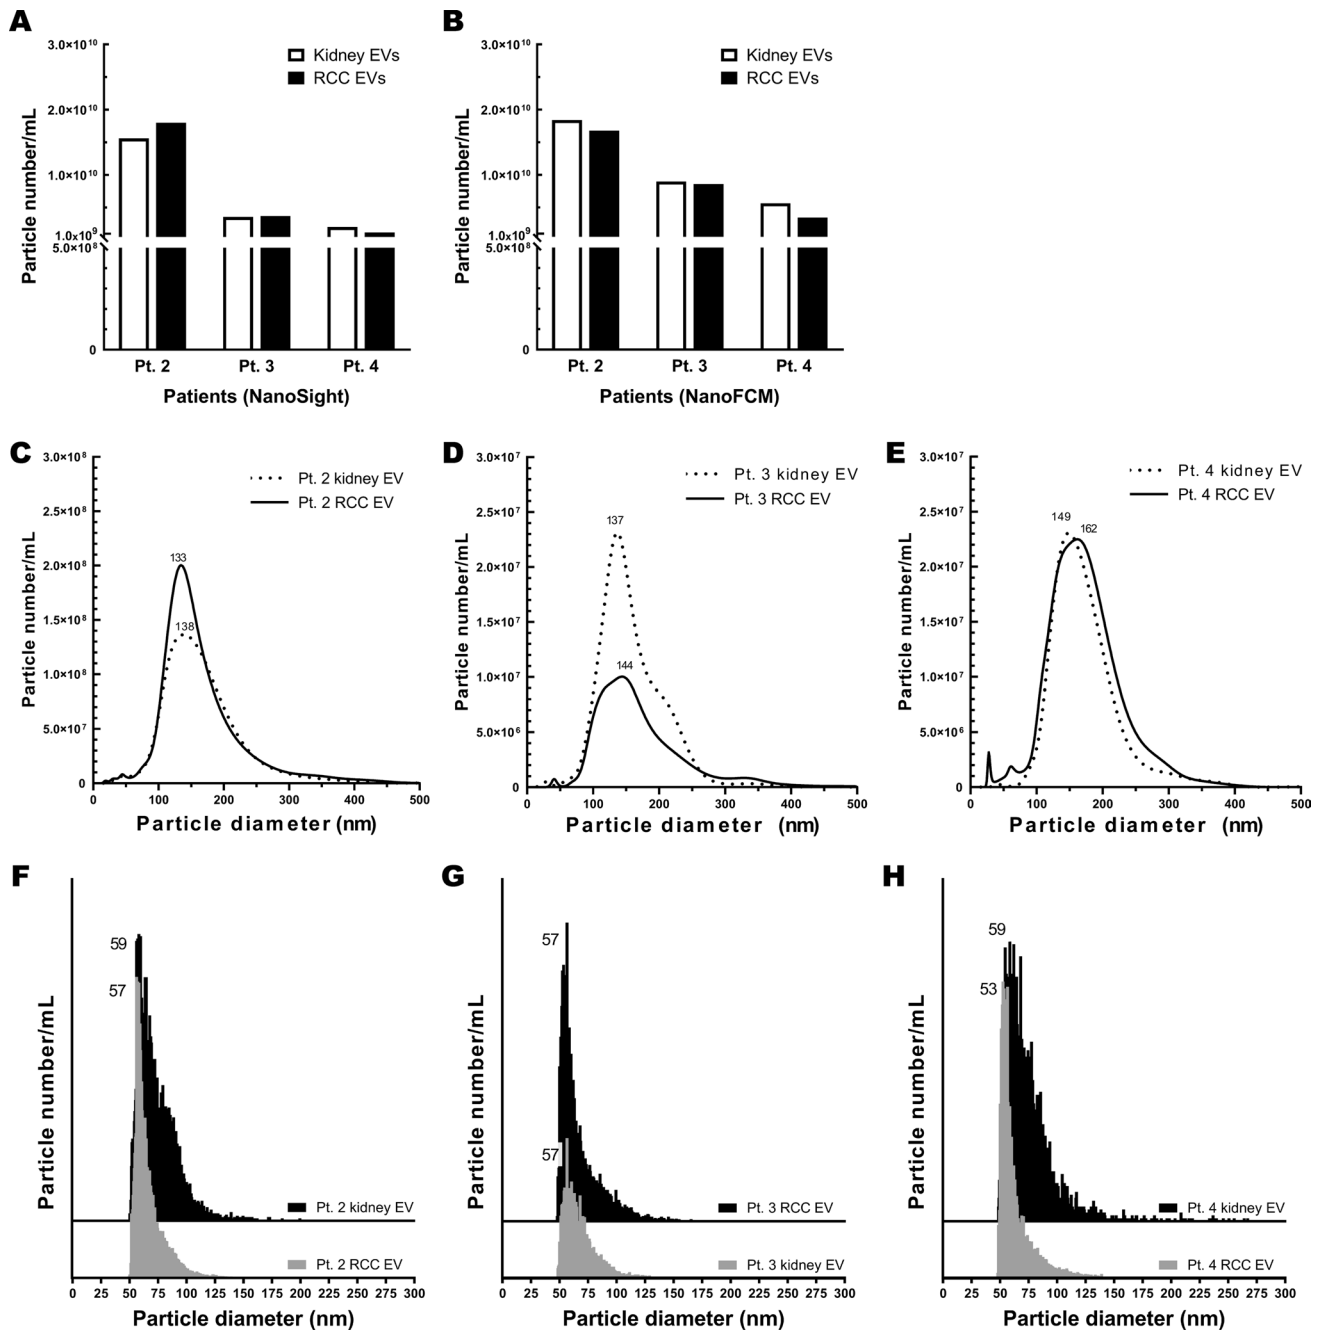 A
3.0×10¹⁰
2.0×10¹⁰
1.0×10¹⁰
1.0×10⁹
5.0×10⁸
0
Particle number/mL
Kidney EVs
RCC EVs
Pt. 2 Pt. 3 Pt. 4
Patients (NanoSight)
B
3.0×10¹⁰
2.0×10¹⁰
1.0×10¹⁰
1.0×10⁹
5.0×10⁸
0
Particle number/mL
Kidney EVs
RCC EVs
Pt. 2 Pt. 3 Pt. 4
Patients (NanoFCM)
C
3.0×10⁸
2.5×10⁸
2.0×10⁸
1.5×10⁸
1.0×10⁸
5.0×10⁷
0
Particle number/mL
Pt. 2 kidney EV
Pt. 2 RCC EV
133
138
0 100 200 300 400 500
Particle diameter (nm)
D
3.0×10⁷
2.5×10⁷
2.0×10⁷
1.5×10⁷
1.0×10⁷
5.0×10⁶
0
Particle number/mL
Pt. 3 kidney EV
Pt. 3 RCC EV
137
144
0 100 200 300 400 500
Particle diameter (nm)
E
3.0×10⁷
2.5×10⁷
2.0×10⁷
1.5×10⁷
1.0×10⁷
5.0×10⁶
0
Particle number/mL
Pt. 4 kidney EV
Pt. 4 RCC EV
149
162
0 100 200 300 400 500
Particle diameter (nm)
F
Particle number/mL
59
57
Pt. 2 kidney EV
Pt. 2 RCC EV
0 25 50 75 100 125 150 175 200 225 250 275 300
Particle diameter (nm)
G
Particle number/mL
57
57
Pt. 3 RCC EV
Pt. 3 kidney EV
0 25 50 75 100 125 150 175 200 225 250 275 300
Particle diameter (nm)
H
Particle number/mL
59
53
Pt. 4 kidney EV
Pt. 4 RCC EV
0 25 50 75 100 125 150 175 200 225 250 275 300
Particle diameter (nm)